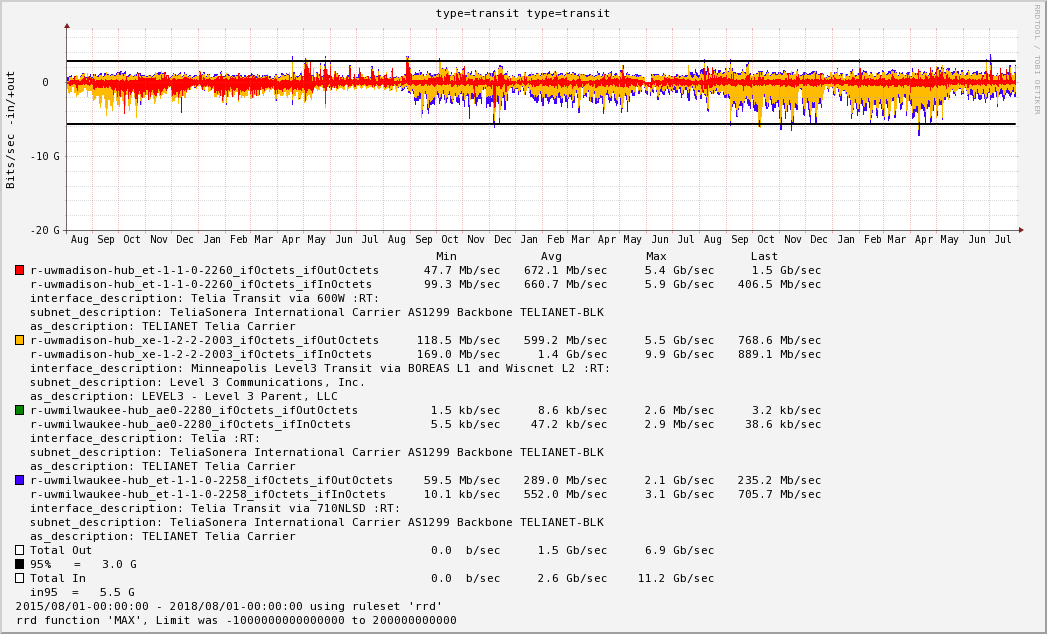 type=transit type=transit
RRDTOOL / TOBI OETIKER
Bits/sec -in/+out
0
-10 G
-20 G
Aug Sep Oct Nov Dec Jan Feb Mar Apr May Jun Jul Aug Sep Oct Nov Dec Jan Feb Mar Apr May Jun Jul Aug Sep Oct Nov Dec Jan Feb Mar Apr May Jun Jul
Min Avg Max Last
r-uwmadison-hub_et-1-1-0-2260_ifOctets_ifOutOctets 47.7 Mb/sec 672.1 Mb/sec 5.4 Gb/sec 1.5 Gb/sec
r-uwmadison-hub_et-1-1-0-2260_ifOctets_ifInOctets 99.3 Mb/sec 660.7 Mb/sec 5.9 Gb/sec 406.5 Mb/sec
interface_description: Telia Transit via 600W :RT:
subnet_description: TeliaSonera International Carrier AS1299 Backbone TELIANET-BLK
as_description: TELIANET Telia Carrier
r-uwmadison-hub_xe-1-2-2-2003_ifOctets_ifOutOctets 118.5 Mb/sec 599.2 Mb/sec 5.5 Gb/sec 768.6 Mb/sec
r-uwmadison-hub_xe-1-2-2-2003_ifOctets_ifInOctets 169.0 Mb/sec 1.4 Gb/sec 9.9 Gb/sec 889.1 Mb/sec
interface_description: Minneapolis Level3 Transit via BOREAS L1 and Wiscnet L2 :RT:
subnet_description: Level 3 Communications, Inc.
as_description: LEVEL3 - Level 3 Parent, LLC
r-uwmilwaukee-hub_ae0-2280_ifOctets_ifOutOctets 1.5 kb/sec 8.6 kb/sec 2.6 Mb/sec 3.2 kb/sec
r-uwmilwaukee-hub_ae0-2280_ifOctets_ifInOctets 5.5 kb/sec 47.2 kb/sec 2.9 Mb/sec 38.6 kb/sec
interface_description: Telia :RT:
subnet_description: TeliaSonera International Carrier AS1299 Backbone TELIANET-BLK
as_description: TELIANET Telia Carrier
r-uwmilwaukee-hub_et-1-1-0-2258_ifOctets_ifOutOctets 59.5 Mb/sec 289.0 Mb/sec 2.1 Gb/sec 235.2 Mb/sec
r-uwmilwaukee-hub_et-1-1-0-2258_ifOctets_ifInOctets 10.1 kb/sec 552.0 Mb/sec 3.1 Gb/sec 705.7 Mb/sec
interface_description: Telia Transit via 710NLSD :RT:
subnet_description: TeliaSonera International Carrier AS1299 Backbone TELIANET-BLK
as_description: TELIANET Telia Carrier
Total Out 0.0 b/sec 1.5 Gb/sec 6.9 Gb/sec
95% = 3.0 G
Total In 0.0 b/sec 2.6 Gb/sec 11.2 Gb/sec
in95 = 5.5 G
2015/08/01-00:00:00 - 2018/08/01-00:00:00 using ruleset 'rrd'
rrd function 'MAX', Limit was -1000000000000000 to 200000000000